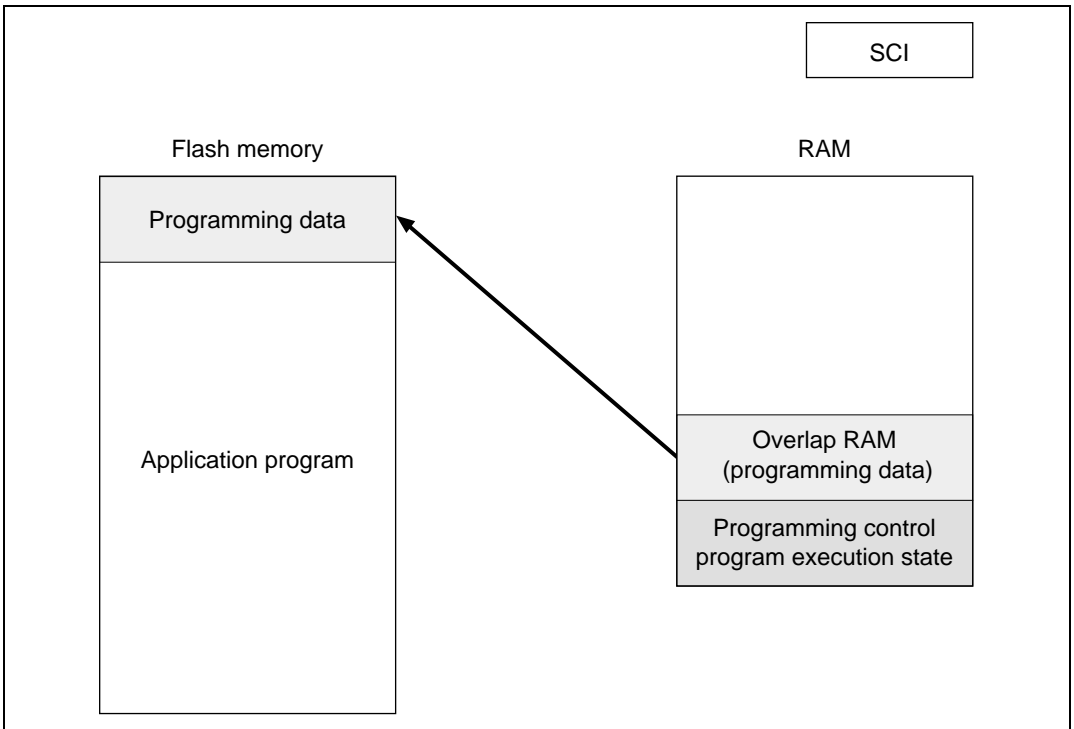 SCI
Flash memory
RAM
Programming data
Application program
Overlap RAM
(programming data)
Programming control
program execution state